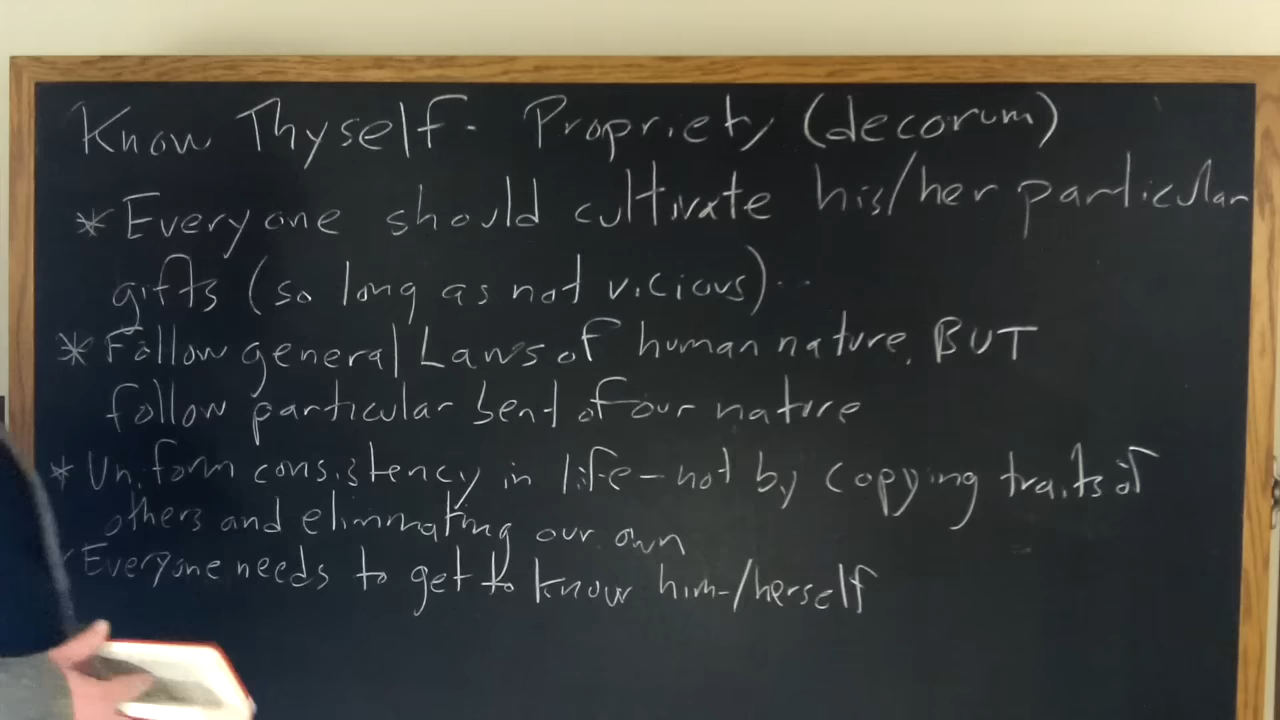 Know Thyself- Propriety (decorum)
* Everyone should cultivate his/her particular
gifts (so long as not vicious)...
* Follow general Laws of human nature, BUT
follow particular bent of our nature
* Uniform consistency in life - not by copying traits of
others and eliminating our own
Everyone needs to get to know him-/herself